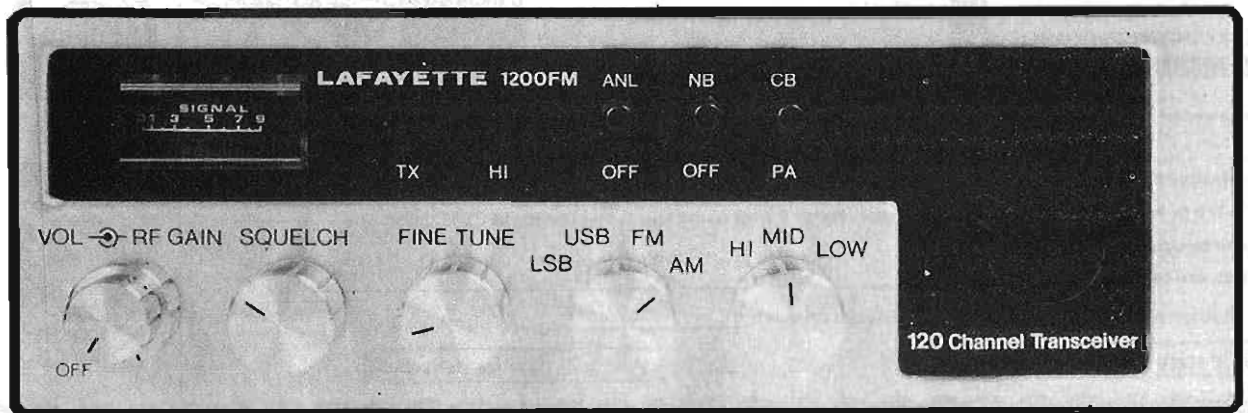 LAFAYETTE 1200FM ANL NB CB
SIGNAL
1 3 5 7 9
TX HI OFF OFF PA
VOL RF GAIN SQUELCH FINE TUNE LSB USB FM AM HI MID LOW
OFF
120 Channel Transceiver